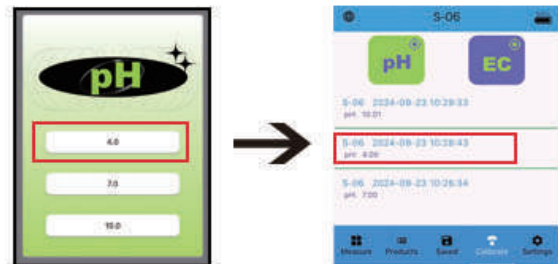 pH
4.0
7.0
10.0
S-06
pH
EC
S-06 2024-09-23 10:29:33
pH: 10.01
S-06 2024-09-23 10:28:43
pH: 4.00
S-06 2024-09-23 10:26:34
pH: 7.00
Measure
Products
Saved
Calibrate
Settings